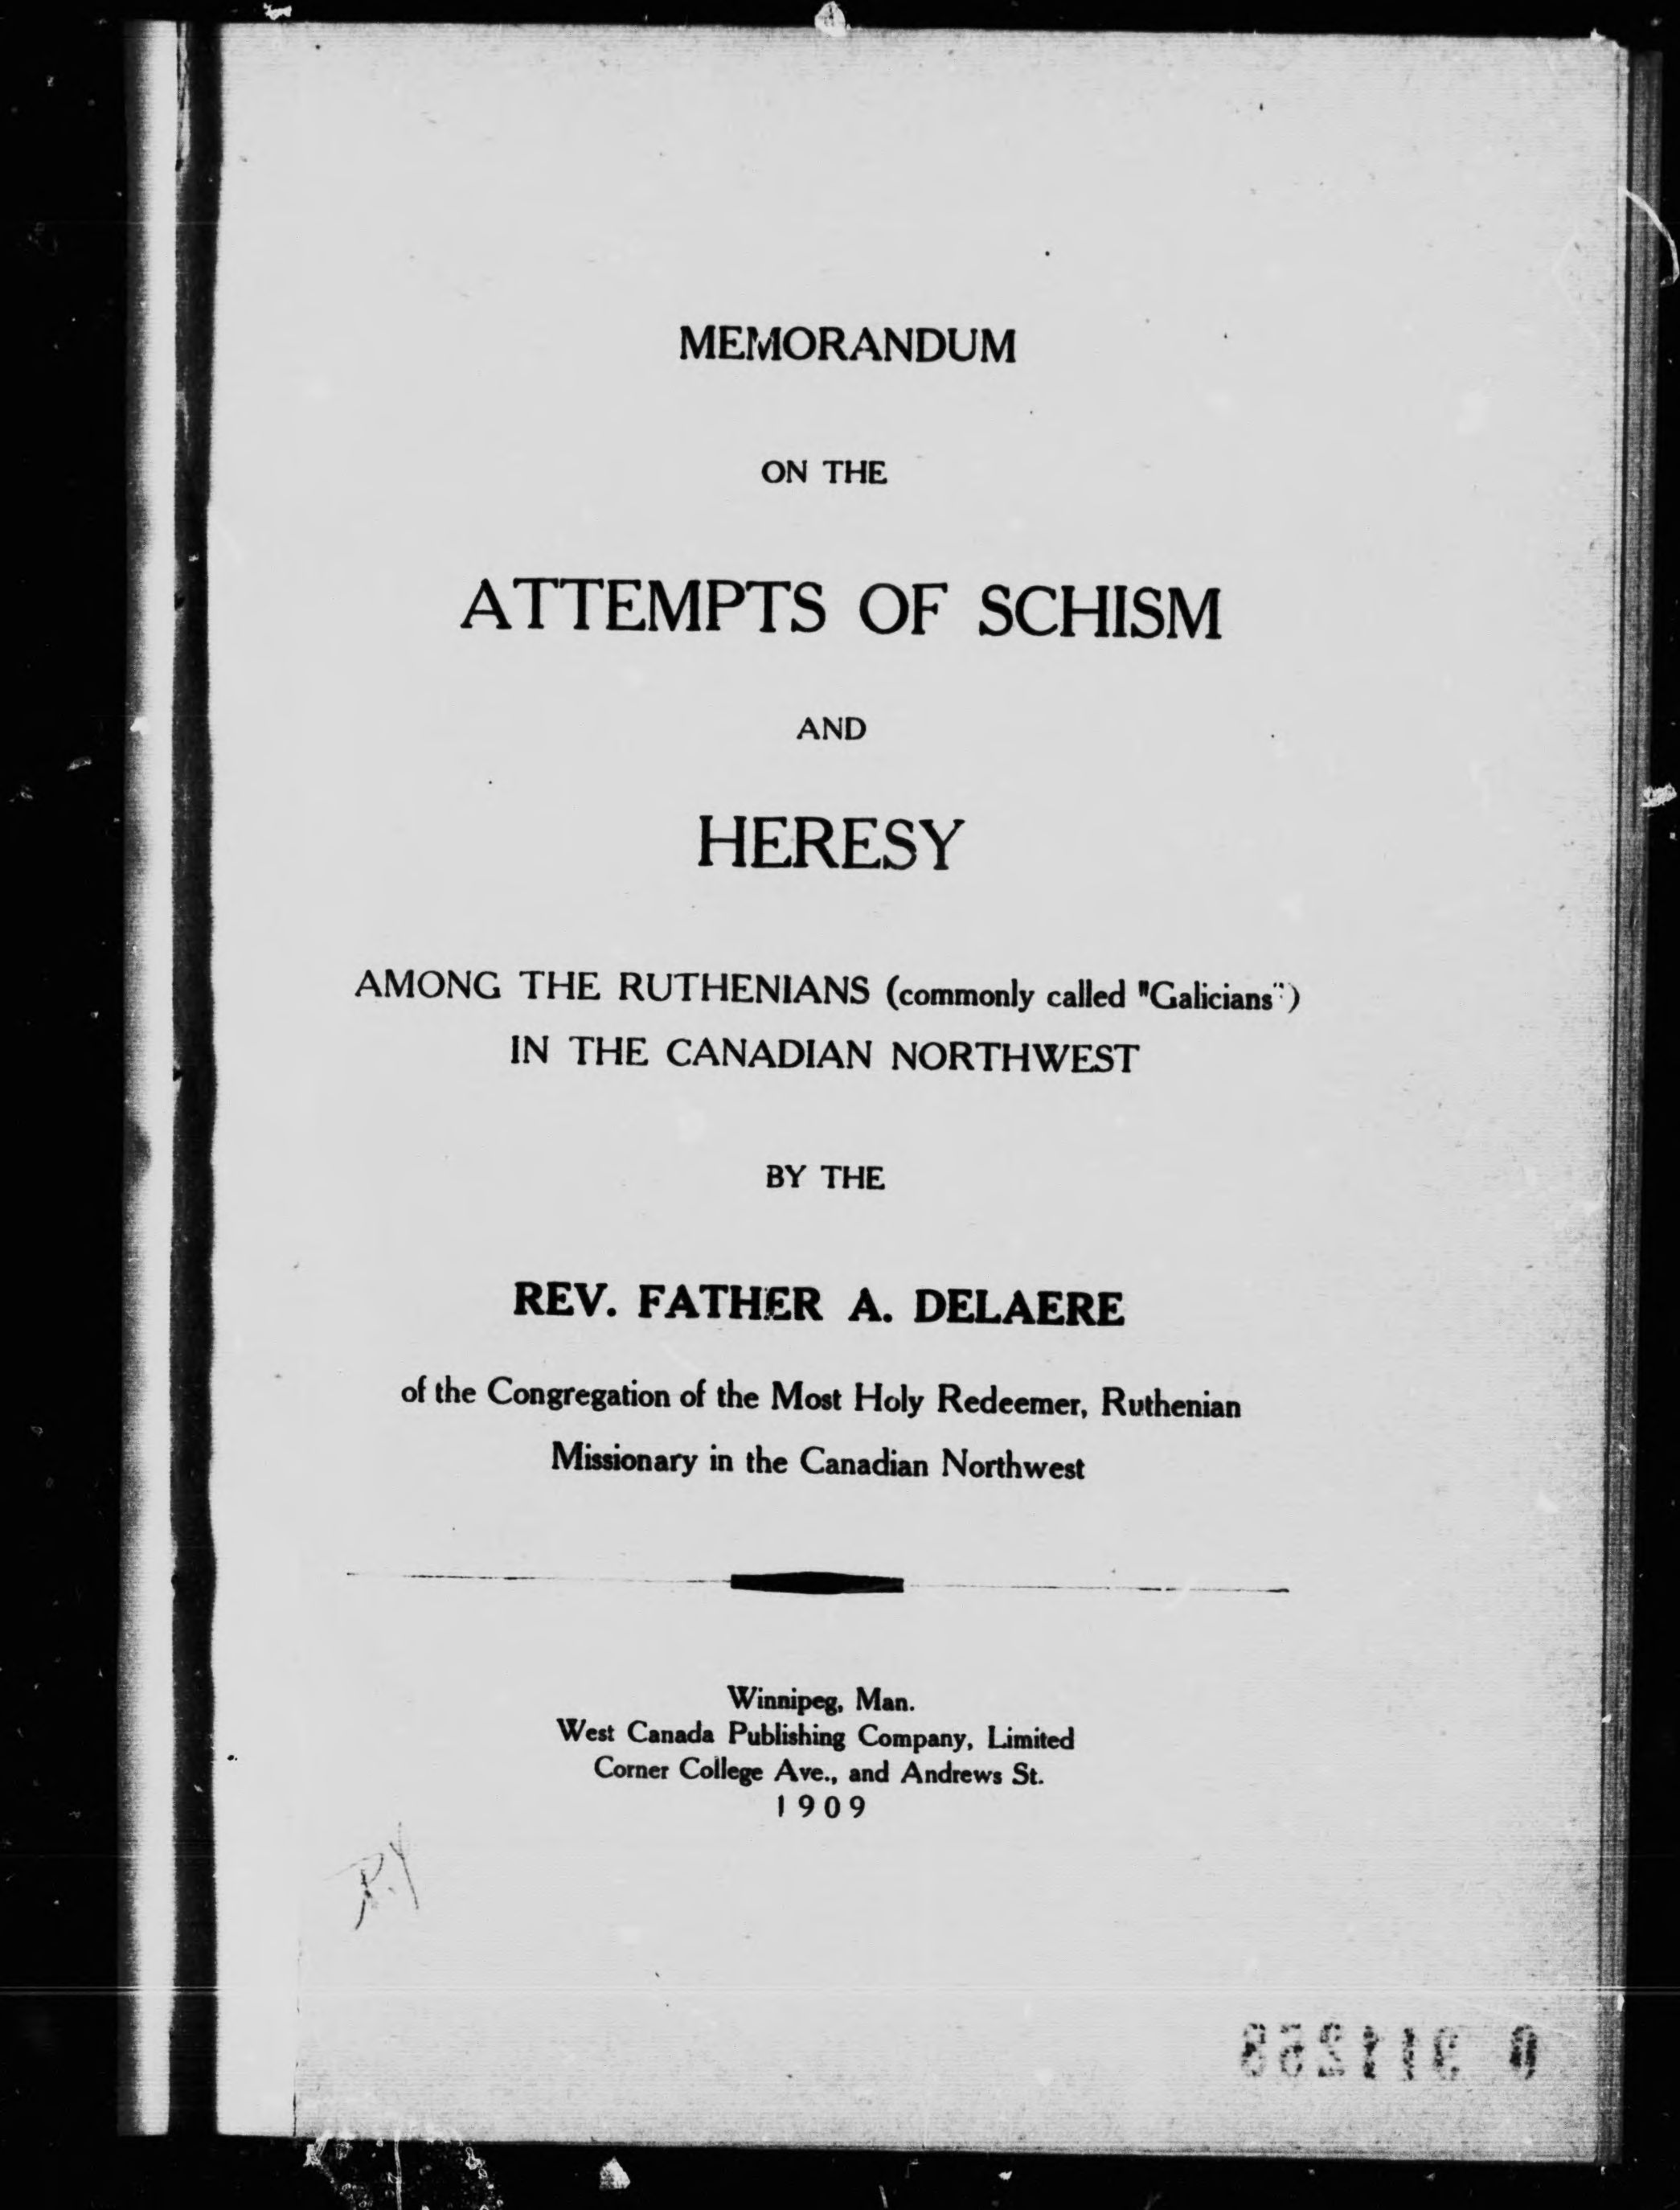 MEMORANDUM
ON THE
ATTEMPTS OF SCHISM
AND
HERESY
AMONG THE RUTHENIANS (commonly called "Galicians")
IN THE CANADIAN NORTHWEST
BY THE
REV. FATHER A. DELAERE
of the Congregation of the Most Holy Redeemer, Ruthenian
Missionary in the Canadian Northwest
Winnipeg, Man.
West Canada Publishing Company, Limited
Corner College Ave., and Andrews St.
1909